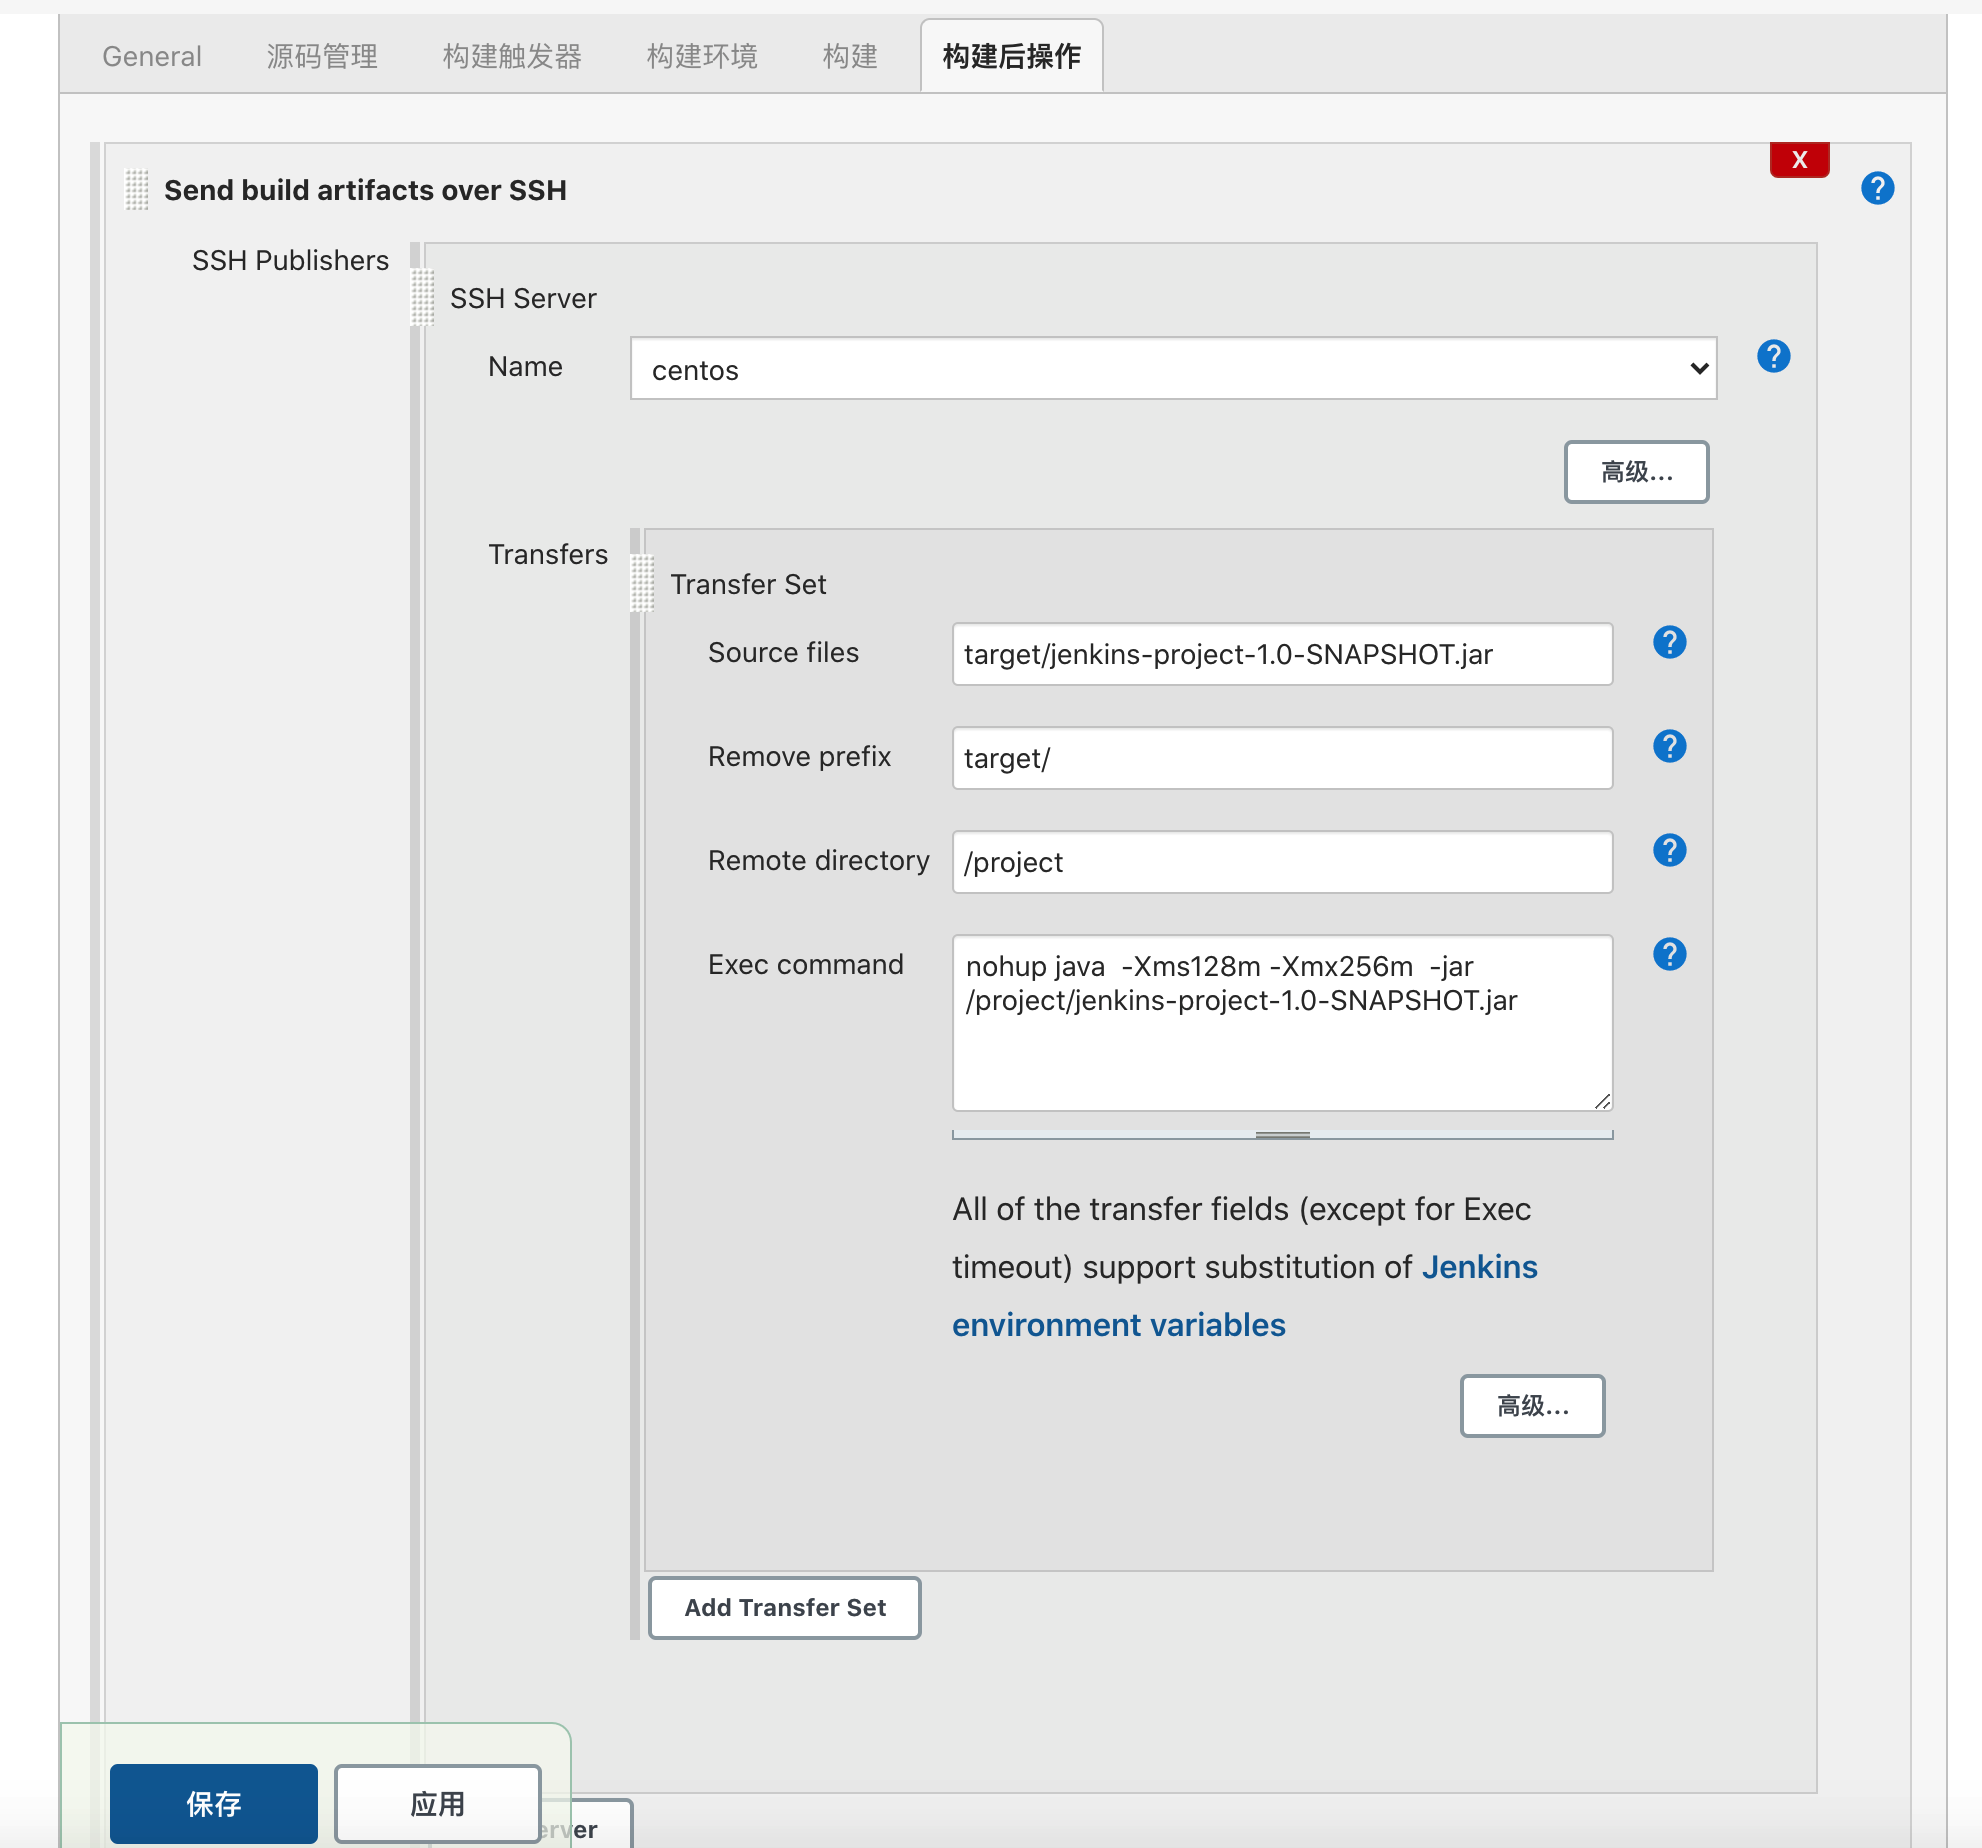 General 源码管理 构建触发器 构建环境 构建 构建后操作
X
Send build artifacts over SSH
SSH Publishers
SSH Server
Name
centos
高级...
Transfers
Transfer Set
Source files
target/jenkins-project-1.0-SNAPSHOT.jar
Remove prefix
target/
Remote directory
/project
Exec command
nohup java  -Xms128m -Xmx256m  -jar
/project/jenkins-project-1.0-SNAPSHOT.jar
All of the transfer fields (except for Exec
timeout) support substitution of Jenkins
environment variables
高级...
Add Transfer Set
保存 应用